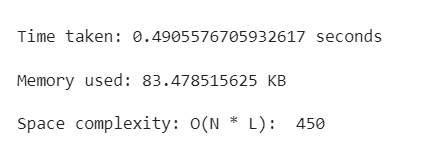 Time taken: 0.4905576705932617 seconds
Memory used: 83.478515625 KB
Space complexity: O(N * L):  450